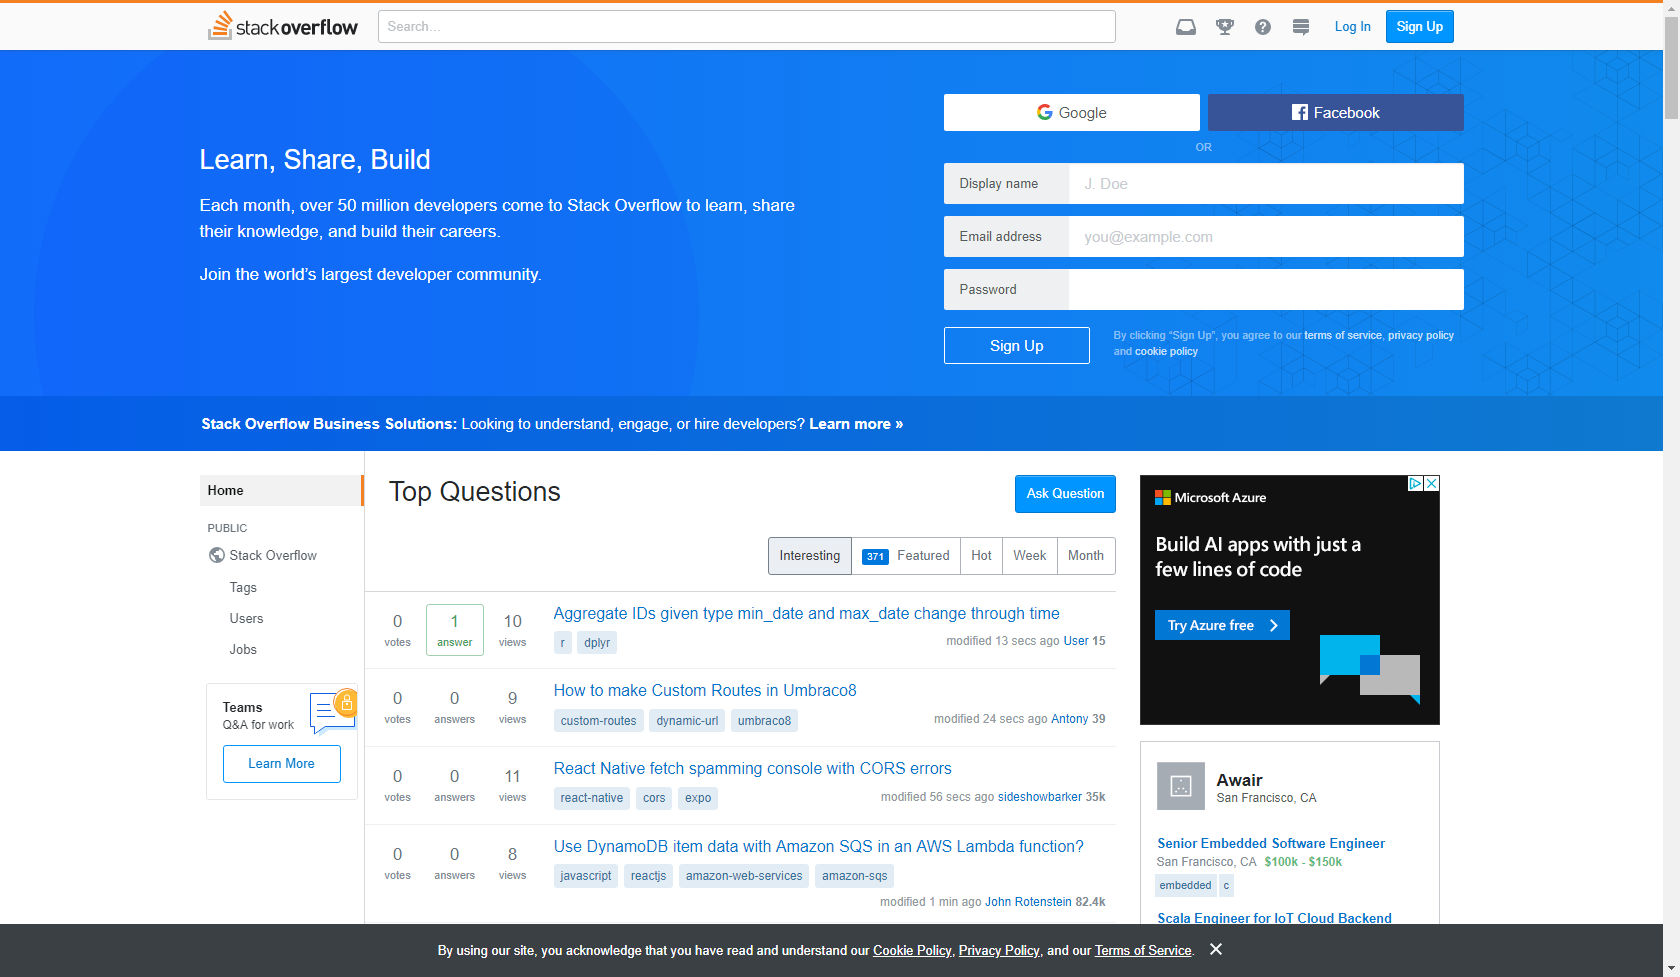 stackoverflow
Search...
Log In
Sign Up
Learn, Share, Build
Each month, over 50 million developers come to Stack Overflow to learn, share
their knowledge, and build their careers.
Join the world's largest developer community.
Google
Facebook
OR
Display name
J. Doe
Email address
you@example.com
Password
Sign Up
By clicking "Sign Up", you agree to our terms of service, privacy policy
and cookie policy
Stack Overflow Business Solutions: Looking to understand, engage, or hire developers? Learn more »
Home
PUBLIC
Stack Overflow
Tags
Users
Jobs
Teams
Q&A for work
Learn More
Top Questions
Ask Question
Interesting
371 Featured
Hot
Week
Month
0 votes
1 answer
10 views
Aggregate IDs given type min_date and max_date change through time
r dplyr
modified 13 secs ago User 15
0 votes
0 answers
9 views
How to make Custom Routes in Umbraco8
custom-routes dynamic-url umbraco8
modified 24 secs ago Antony 39
0 votes
0 answers
11 views
React Native fetch spamming console with CORS errors
react-native cors expo
modified 56 secs ago sideshowbarker 35k
0 votes
0 answers
8 views
Use DynamoDB item data with Amazon SQS in an AWS Lambda function?
javascript reactjs amazon-web-services amazon-sqs
modified 1 min ago John Rotenstein 82.4k
Microsoft Azure
Build AI apps with just a
few lines of code
Try Azure free
Awair
San Francisco, CA
Senior Embedded Software Engineer
San Francisco, CA $100k - $150k
embedded c
Scala Engineer for IoT Cloud Backend
By using our site, you acknowledge that you have read and understand our Cookie Policy, Privacy Policy, and our Terms of Service.